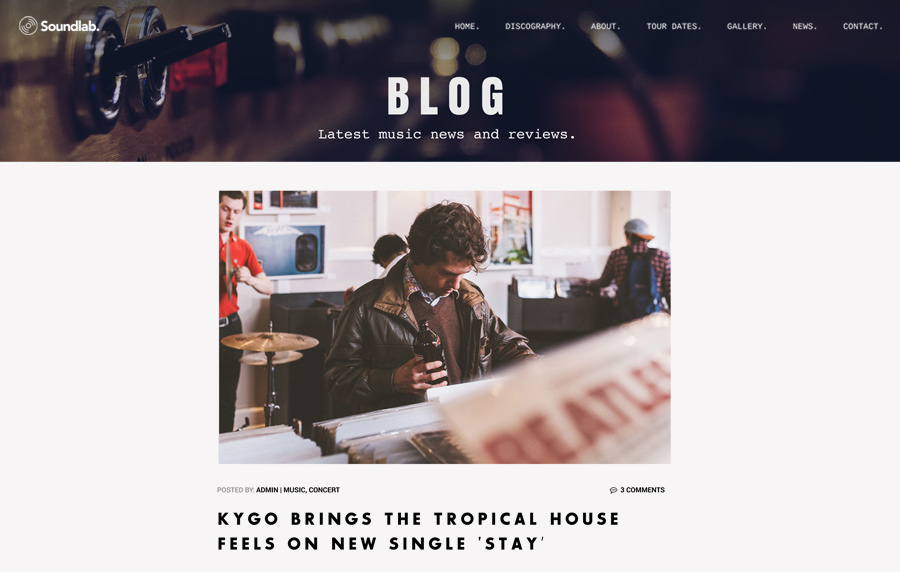 Soundlab.
HOME. DISCOGRAPHY. ABOUT. TOUR DATES. GALLERY. NEWS. CONTACT.
BLOG
Latest music news and reviews.
BEATLES
POSTED BY: ADMIN | MUSIC, CONCERT
3 COMMENTS
KYGO BRINGS THE TROPICAL HOUSE
FEELS ON NEW SINGLE 'STAY'